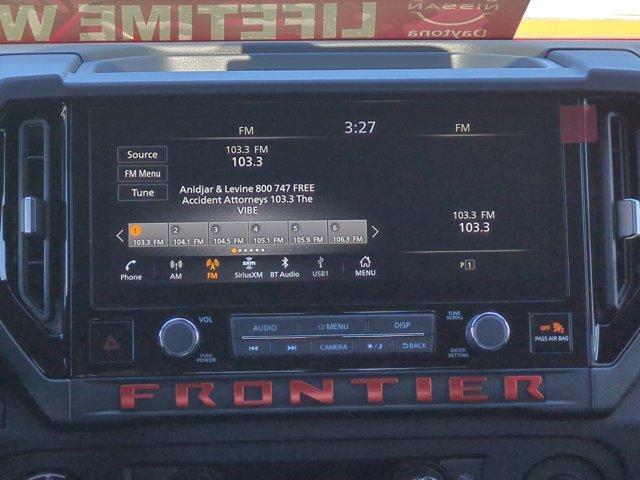 LIFETIME W
NISSAN
Daytona
FM
3:27
FM
Source
FM Menu
Tune
103.3 FM
103.3
Anidjar & Levine 800 747 FREE
Accident Attorneys 103.3 The
VIBE
1 2 3 4 5 6
103.3 FM 104.1 FM 104.5 FM 105.1 FM 105.9 FM 106.3 FM
103.3 FM
103.3
P 1
Phone AM FM SiriusXM BT Audio USB1 MENU
sxm
VOL
PUSH
POWER
AUDIO MENU DISP
CAMERA BACK
TUNE
SCROLL
ENTER
SETTING
OFF
PASS AIR BAG
FRONTIER